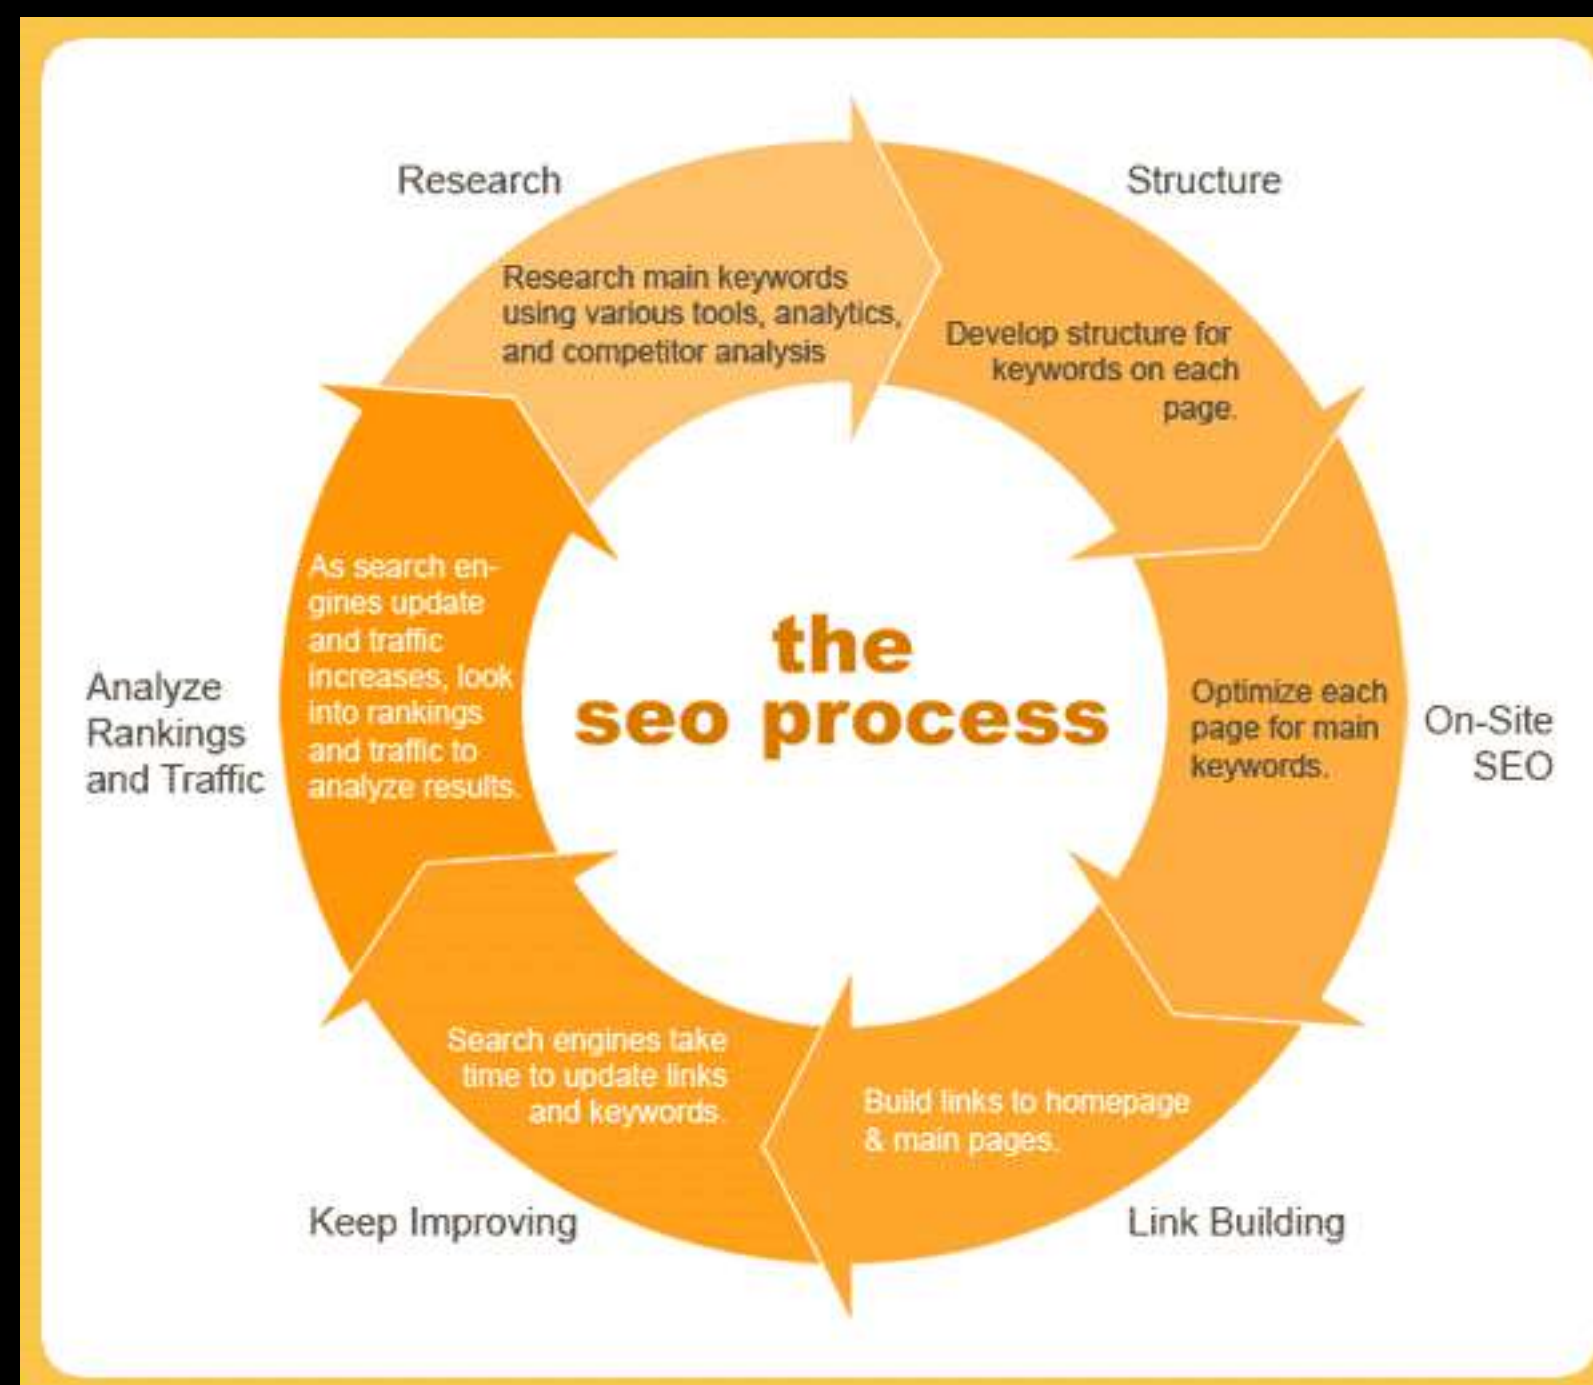 Research
Research main keywords
using various tools, analytics,
and competitor analysis
Structure
Develop structure for
keywords on each
page.
On-Site
SEO
Optimize each
page for main
keywords.
Link Building
Build links to homepage
& main pages.
Keep Improving
Search engines take
time to update links
and keywords.
Analyze
Rankings
and Traffic
As search en-
gines update
and traffic
increases, look
into rankings
and traffic to
analyze results.
the
seo process